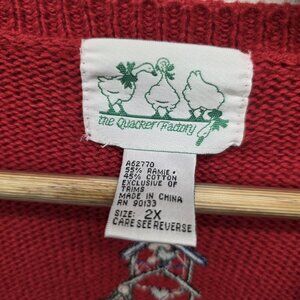 the Quacker Factory
A62770
55% RAMIE
45% COTTON
EXCLUSIVE OF
TRIMS
MADE IN CHINA
RN 90133
SIZE: 2X
CARE SEE REVERSE